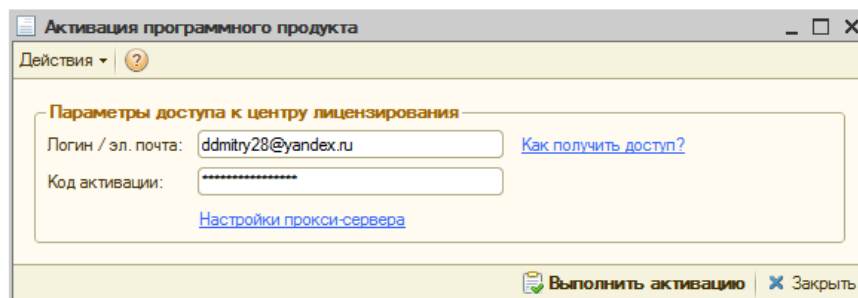 Активация программного продукта
Действия
Параметры доступа к центру лицензирования
Логин / эл. почта: ddmitry28@yandex.ru Как получить доступ?
Код активации: ****************
Настройки прокси-сервера
Выполнить активацию Закрыть